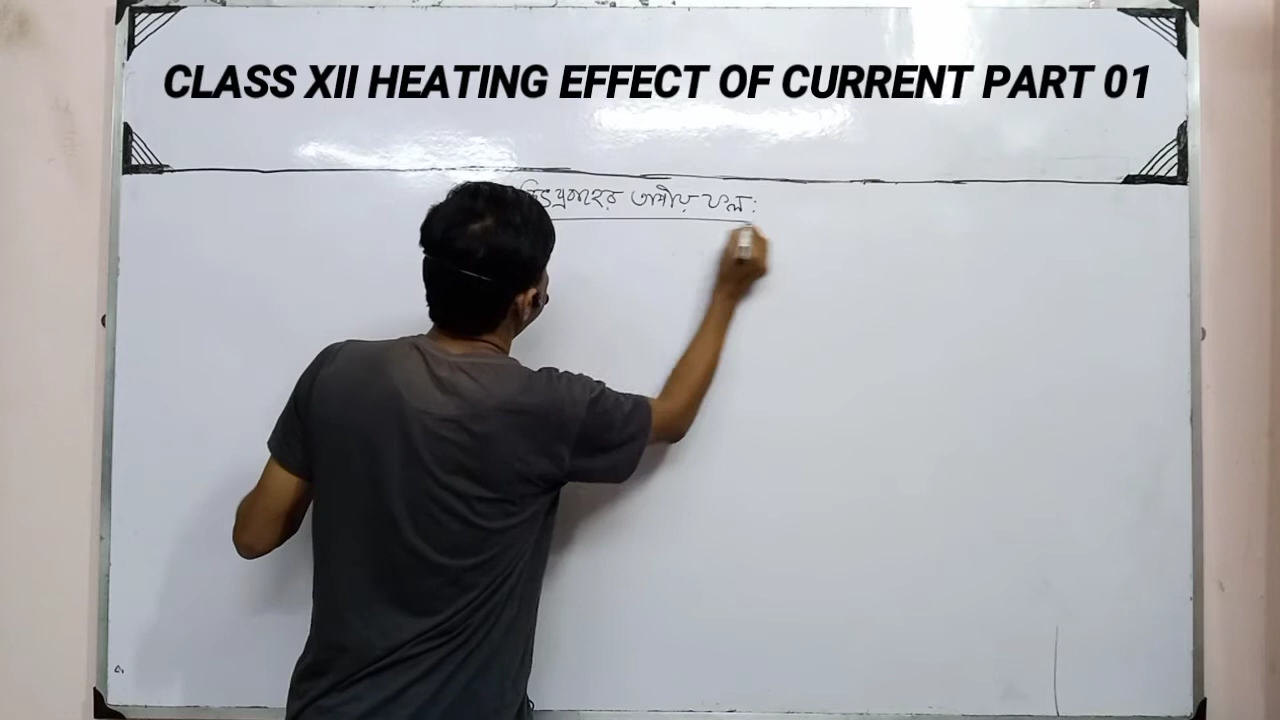 CLASS XII HEATING EFFECT OF CURRENT PART 01
তাপীয় ফল: